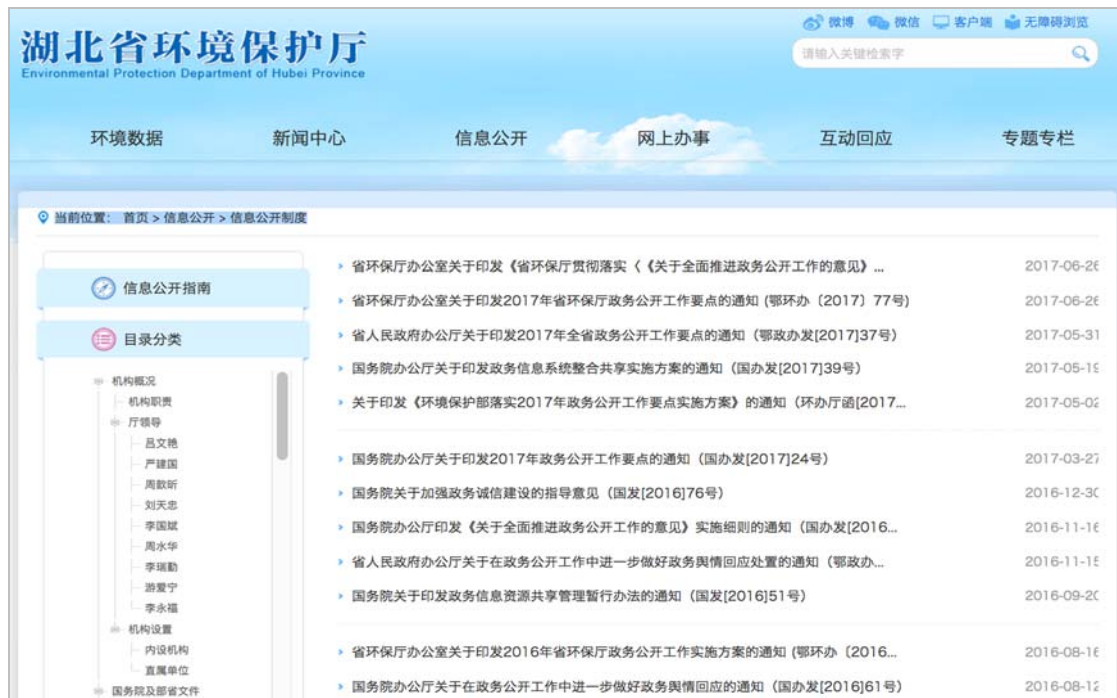 微博 微信 客户端 无障碍浏览
湖北省环境保护厅
Environmental Protection Department of Hubei Province
请输入关键检索字
环境数据 新闻中心 信息公开 网上办事 互动回应 专题专栏
当前位置： 首页 > 信息公开 > 信息公开制度
信息公开指南
目录分类
机构概况
机构职责
厅领导
吕文艳
严建国
周歆昕
刘天忠
李国斌
周水华
李瑞勤
游爱宁
李永福
机构设置
内设机构
直属单位
国务院及部省文件
省环保厅办公室关于印发《省环保厅贯彻落实〈《关于全面推进政务公开工作的意见》... 2017-06-26
省环保厅办公室关于印发2017年省环保厅政务公开工作要点的通知 (鄂环办〔2017〕77号) 2017-06-26
省人民政府办公厅关于印发2017年全省政务公开工作要点的通知（鄂政办发[2017]37号） 2017-05-31
国务院办公厅关于印发政务信息系统整合共享实施方案的通知（国办发[2017]39号） 2017-05-19
关于印发《环境保护部落实2017年政务公开工作要点实施方案》的通知（环办厅函[2017... 2017-05-02
国务院办公厅关于印发2017年政务公开工作要点的通知（国办发[2017]24号） 2017-03-27
国务院关于加强政务诚信建设的指导意见（国发[2016]76号） 2016-12-30
国务院办公厅印发《关于全面推进政务公开工作的意见》实施细则的通知（国办发[2016... 2016-11-16
省人民政府办公厅关于在政务公开工作中进一步做好政务舆情回应处置的通知（鄂政办... 2016-11-15
国务院关于印发政务信息资源共享管理暂行办法的通知（国发[2016]51号） 2016-09-20
省环保厅办公室关于印发2016年省环保厅政务公开工作实施方案的通知 (鄂环办〔2016... 2016-08-16
国务院办公厅关于在政务公开工作中进一步做好政务舆情回应的通知（国办发[2016]61号） 2016-08-12